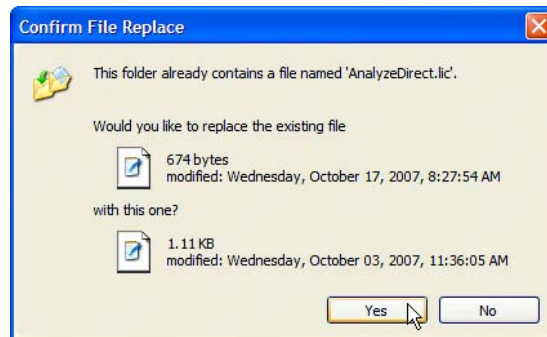 Confirm File Replace
This folder already contains a file named 'AnalyzeDirect.lic'.
Would you like to replace the existing file
674 bytes
modified: Wednesday, October 17, 2007, 8:27:54 AM
with this one?
1.11 KB
modified: Wednesday, October 03, 2007, 11:36:05 AM
Yes No